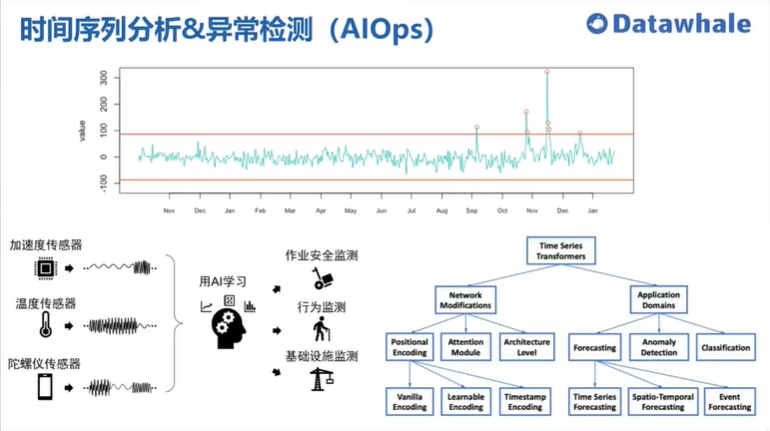 时间序列分析&异常检测（AIOps）
Datawhale
300
200
100
0
-100
value
Nov Dec Jan Feb Mar Apr May Jun Jul Aug Sep Oct Nov Dec Jan
加速度传感器
温度传感器
陀螺仪传感器
用AI学习
作业安全监测
行为监测
基础设施监测
Time Series
Transformers
Network
Modifications
Application
Domains
Positional
Encoding
Attention
Module
Architecture
Level
Forecasting
Anomaly
Detection
Classification
Vanilla
Encoding
Learnable
Encoding
Timestamp
Encoding
Time Series
Forecasting
Spatio-Temporal
Forecasting
Event
Forecasting